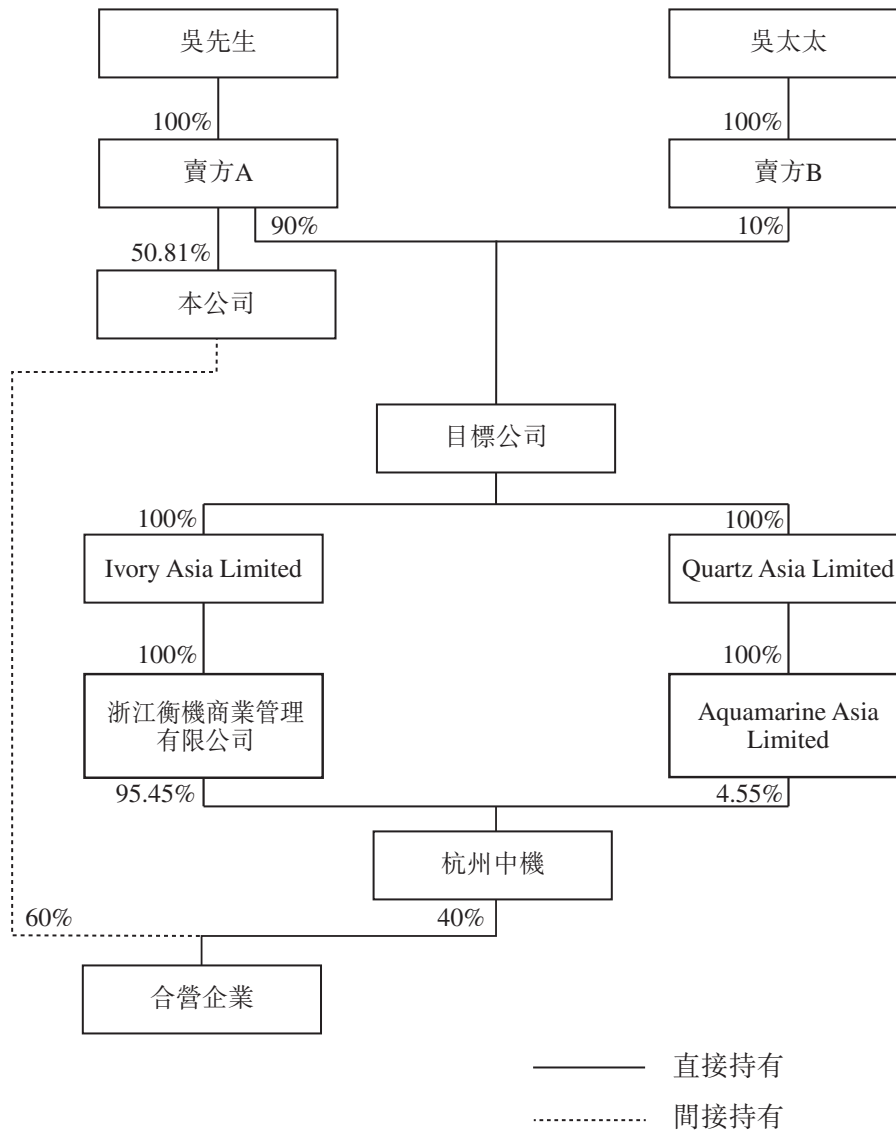 吳先生
吳太太
100%
100%
賣方A
賣方B
90%
10%
50.81%
本公司
目標公司
100%
100%
Ivory Asia Limited
Quartz Asia Limited
100%
100%
浙江衡機商業管理
有限公司
Aquamarine Asia
Limited
95.45%
4.55%
杭州中機
60%
40%
合營企業
直接持有
間接持有